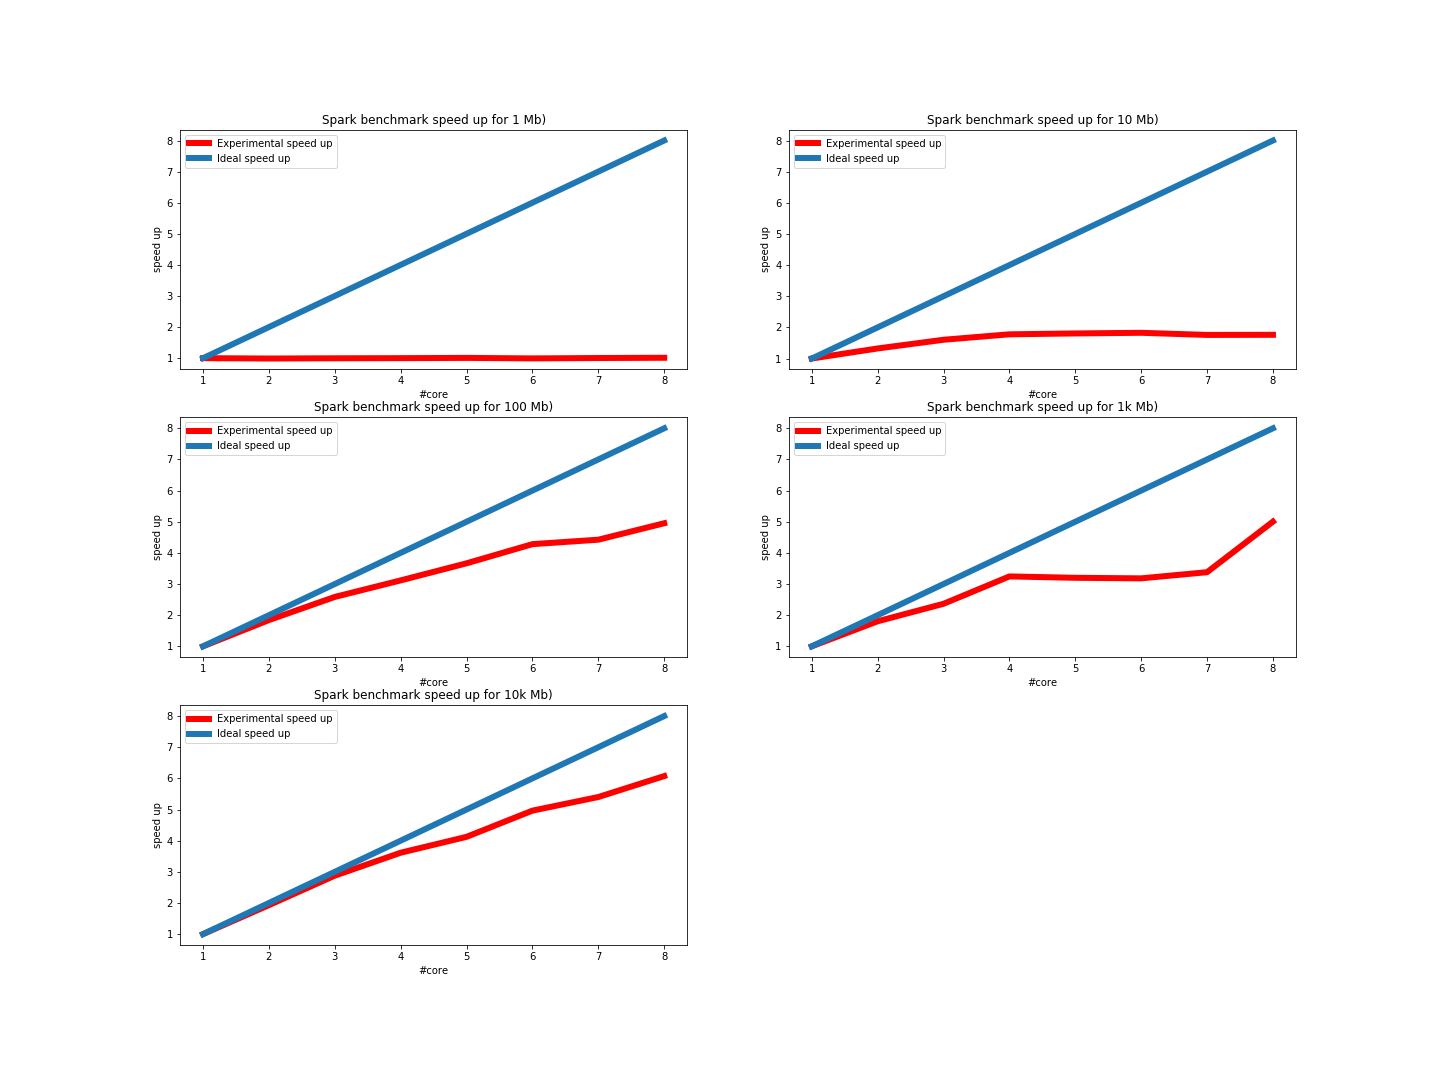 Spark benchmark speed up for 1 Mb)
Experimental speed up
Ideal speed up
8
7
6
5
4
3
2
1
speed up
1 2 3 4 5 6 7 8
#core
Spark benchmark speed up for 10 Mb)
Experimental speed up
Ideal speed up
8
7
6
5
4
3
2
1
speed up
1 2 3 4 5 6 7 8
#core
Spark benchmark speed up for 100 Mb)
Experimental speed up
Ideal speed up
8
7
6
5
4
3
2
1
speed up
1 2 3 4 5 6 7 8
#core
Spark benchmark speed up for 1k Mb)
Experimental speed up
Ideal speed up
8
7
6
5
4
3
2
1
speed up
1 2 3 4 5 6 7 8
#core
Spark benchmark speed up for 10k Mb)
Experimental speed up
Ideal speed up
8
7
6
5
4
3
2
1
speed up
1 2 3 4 5 6 7 8
#core